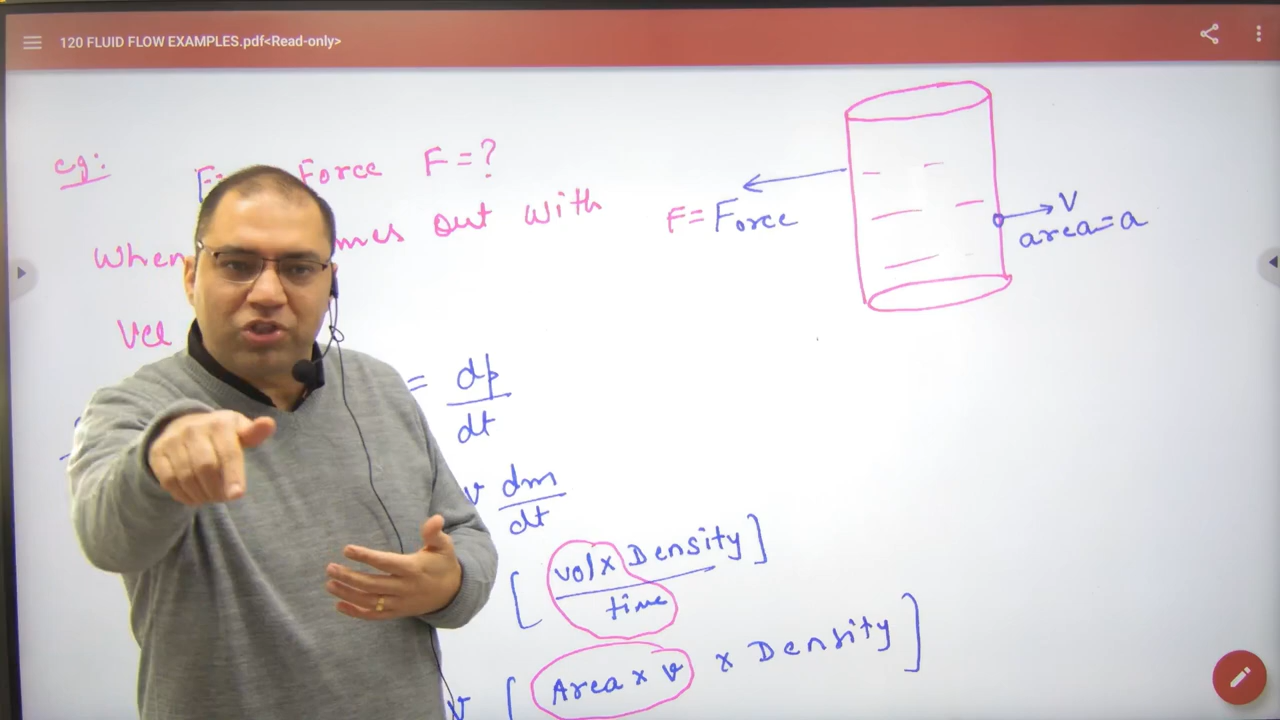 120 FLUID FLOW EXAMPLES.pdf<Read-only>
eg:
Force F = ?
When
out with
Vel
F = Force
V
area = a
= dp/dt
v dm/dt
[ vol x Density / time ]
v [ Area x v x Density ]